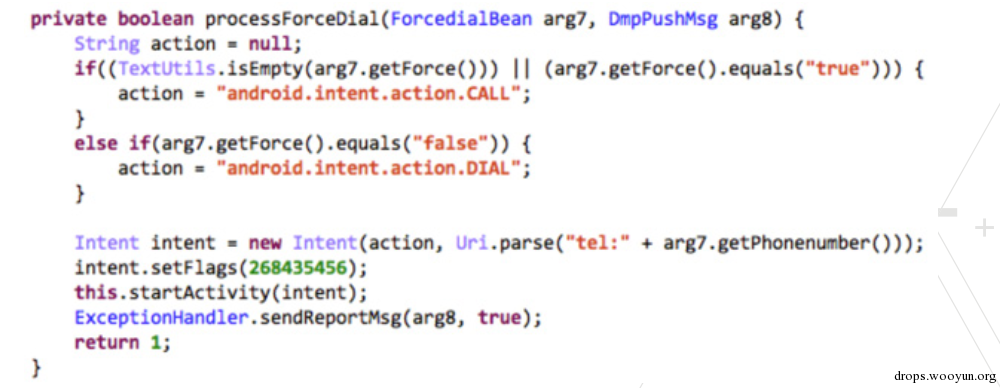 private boolean processForceDial(ForcedialBean arg7, DmpPushMsg arg8) {
String action = null;
if((TextUtils.isEmpty(arg7.getForce())) || (arg7.getForce().equals("true"))) {
action = "android.intent.action.CALL";
}
else if(arg7.getForce().equals("false")) {
action = "android.intent.action.DIAL";
}
Intent intent = new Intent(action, Uri.parse("tel:" + arg7.getPhonenumber()));
intent.setFlags(268435456);
this.startActivity(intent);
ExceptionHandler.sendReportMsg(arg8, true);
return 1;
}
drops.wooyun.org